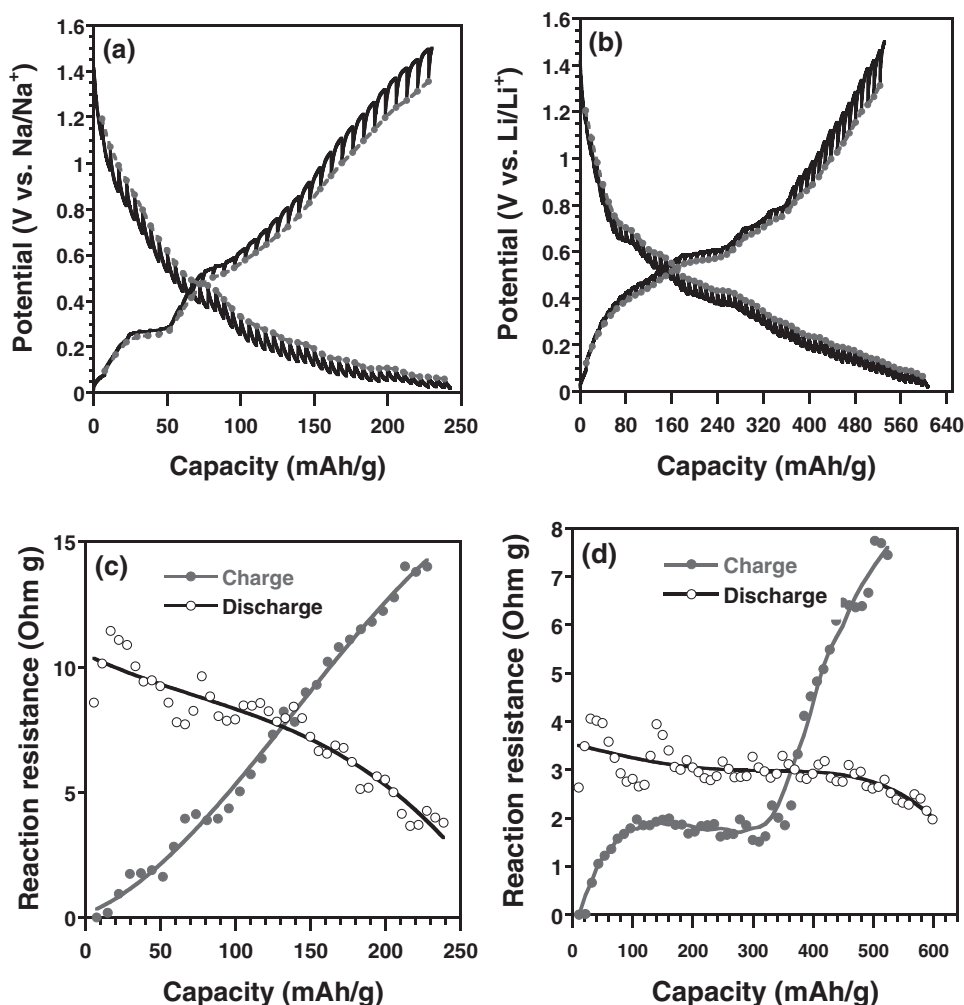 (a)
Potential (V vs. Na/Na+)
1.6
1.4
1.2
1
0.8
0.6
0.4
0.2
0
0 50 100 150 200 250
Capacity (mAh/g)
(b)
Potential (V vs. Li/Li+)
1.6
1.4
1.2
1.0
0.8
0.6
0.4
0.2
0
0 80 160 240 320 400 480 560 640
Capacity (mAh/g)
(c)
Charge
Discharge
Reaction resistance (Ohm g)
15
10
5
0
0 50 100 150 200 250
Capacity (mAh/g)
(d)
Charge
Discharge
Reaction resistance (Ohm g)
8
7
6
5
4
3
2
1
0
0 100 200 300 400 500 600
Capacity (mAh/g)